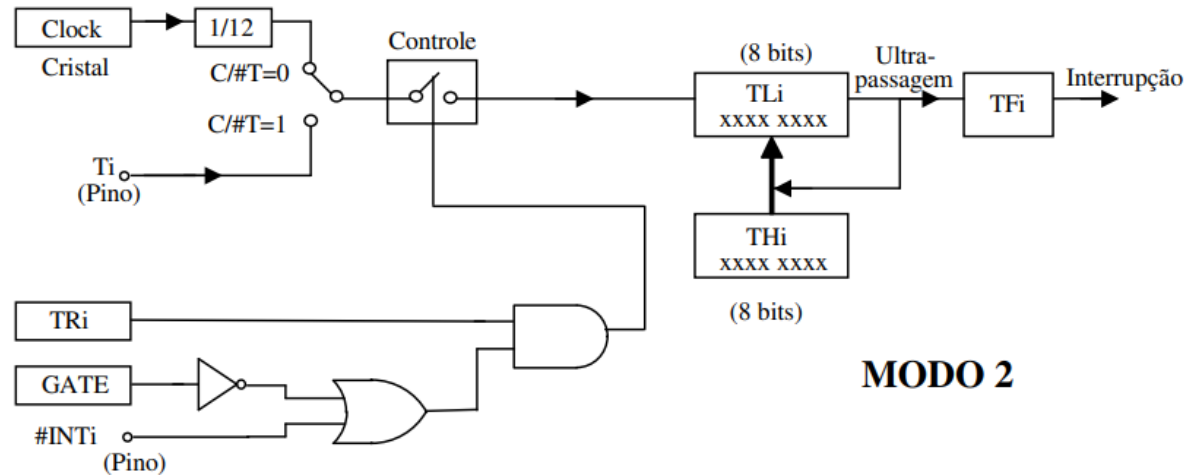 Clock
1/12
Cristal
C/#T=0
Controle
C/#T=1
Ti
(Pino)
(8 bits)
TLi
xxxx xxxx
Ultra-
passagem
TFi
Interrupção
THi
xxxx xxxx
(8 bits)
TRi
GATE
#INTi
(Pino)
MODO 2